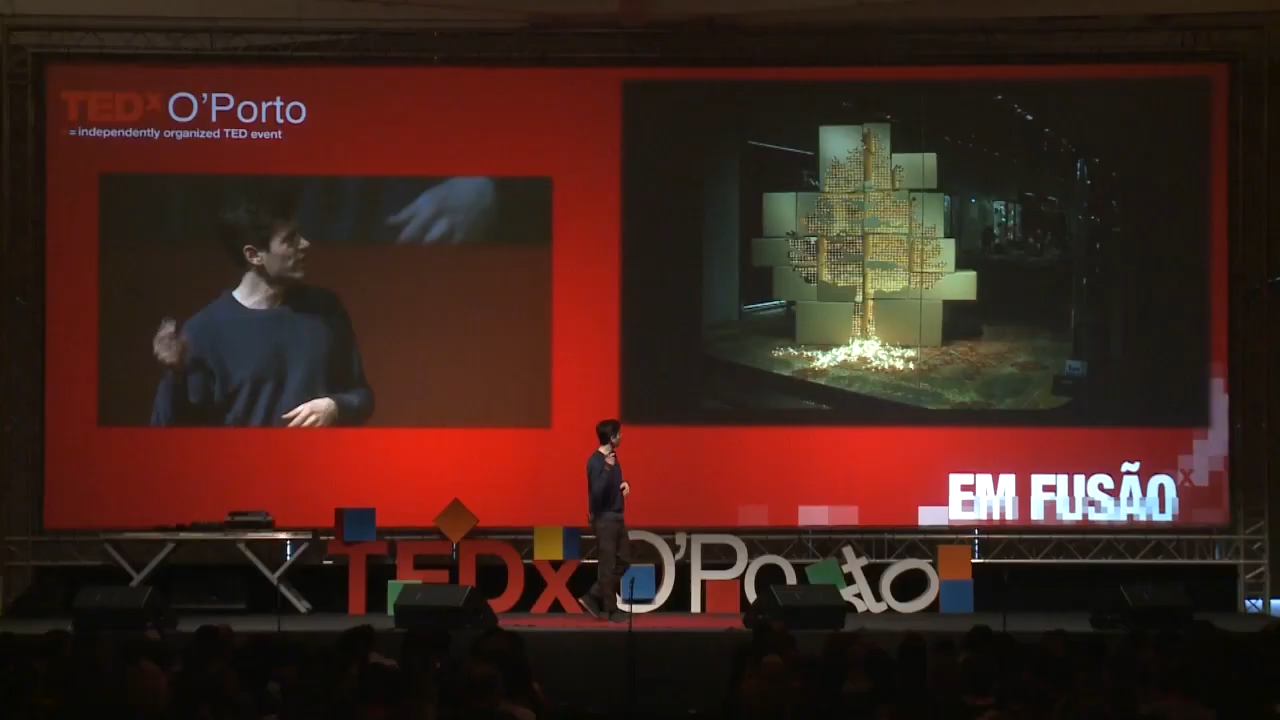 TEDx O'Porto
= independently organized TED event
EM FUSÃO
TEDx O'Porto